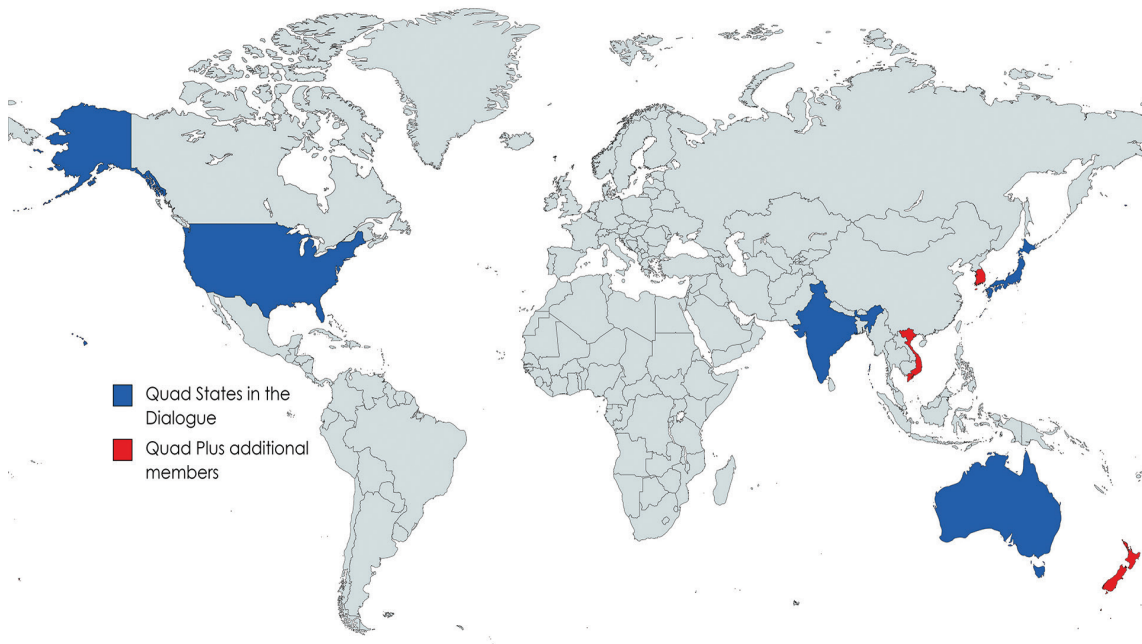 Quad States in the
Dialogue
Quad Plus additional
members